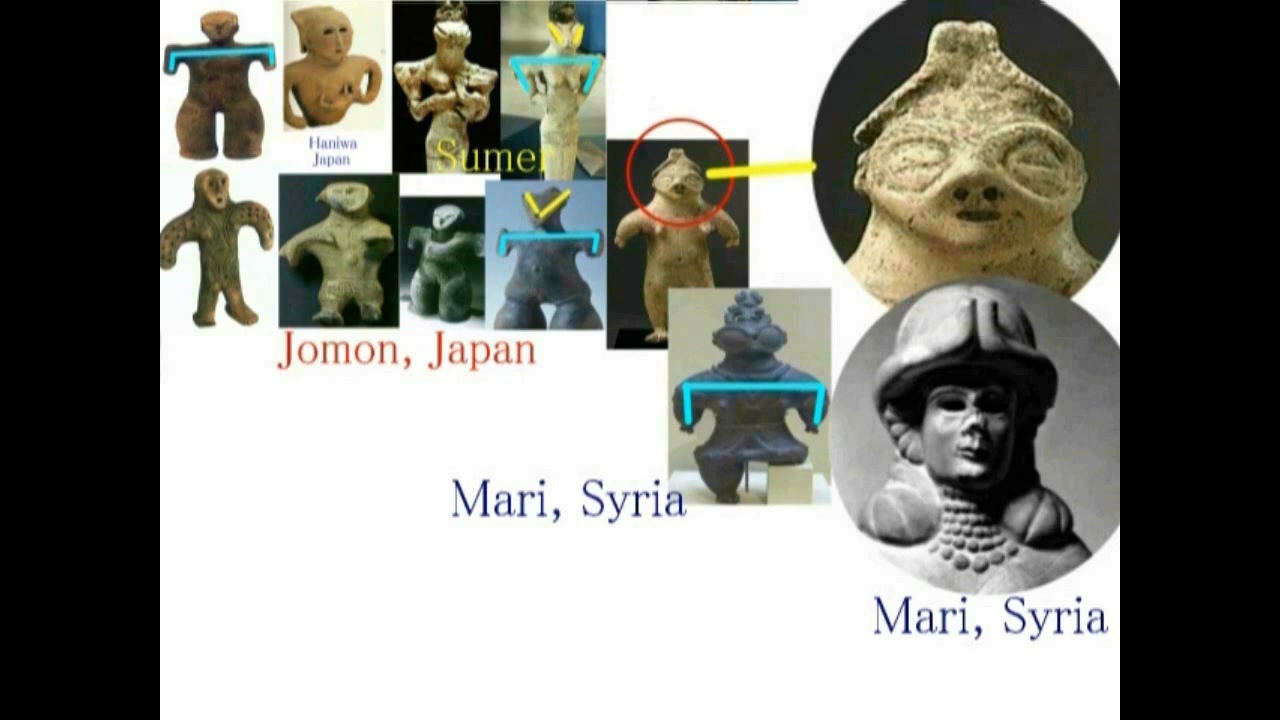 Haniwa
Japan
Sumer
Jomon, Japan
Mari, Syria
Mari, Syria